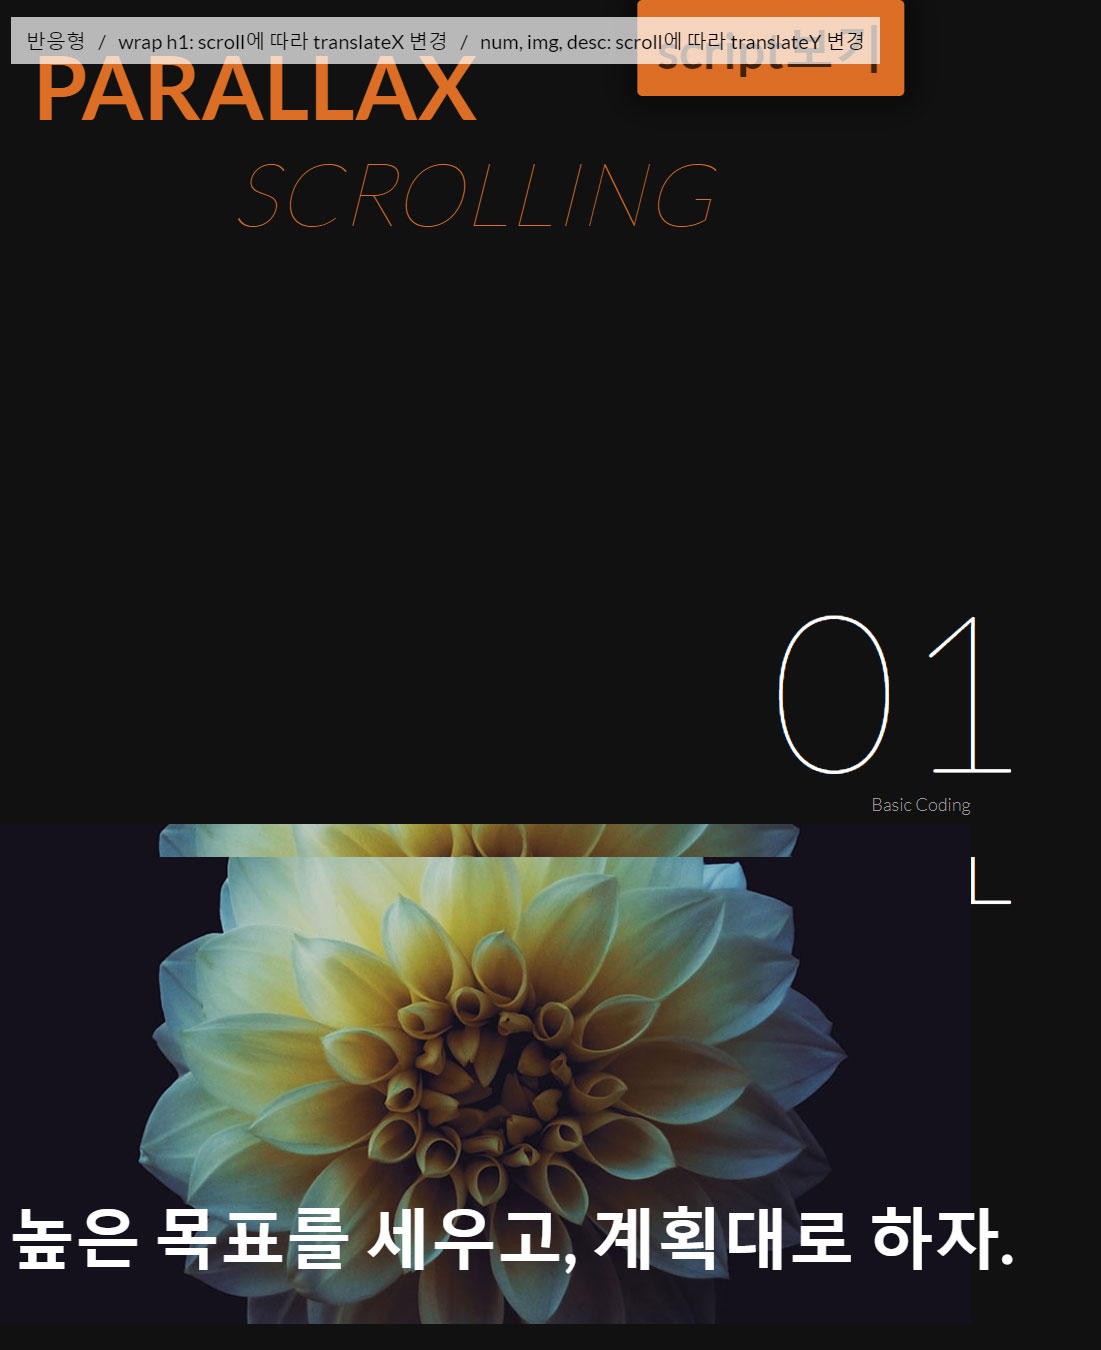 반응형 / wrap h1: scroll에 따라 translateX 변경 / num, img, desc: scroll에 따라 translateY 변경
script보기
PARALLAX
SCROLLING
01
Basic Coding
높은 목표를 세우고, 계획대로 하자.